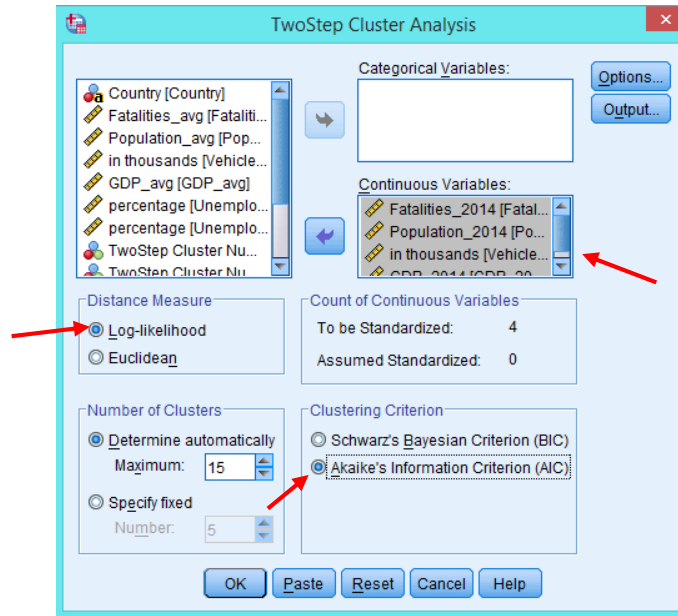 TwoStep Cluster Analysis
Country [Country]
Fatalities_avg [Fataliti...
Population_avg [Pop...
in thousands [Vehicle...
GDP_avg [GDP_avg]
percentage [Unemplo...
percentage [Unemplo...
TwoStep Cluster Nu...
TwoStep Cluster Nu...
Categorical Variables:
Continuous Variables:
Fatalities_2014 [Fatal...
Population_2014 [Po...
in thousands [Vehicle...
GDP_2014 [GDP_20...
Options...
Output...
Distance Measure
Log-likelihood
Euclidean
Count of Continuous Variables
To be Standardized: 4
Assumed Standardized: 0
Number of Clusters
Determine automatically
Maximum: 15
Specify fixed
Number: 5
Clustering Criterion
Schwarz's Bayesian Criterion (BIC)
Akaike's Information Criterion (AIC)
OK Paste Reset Cancel Help